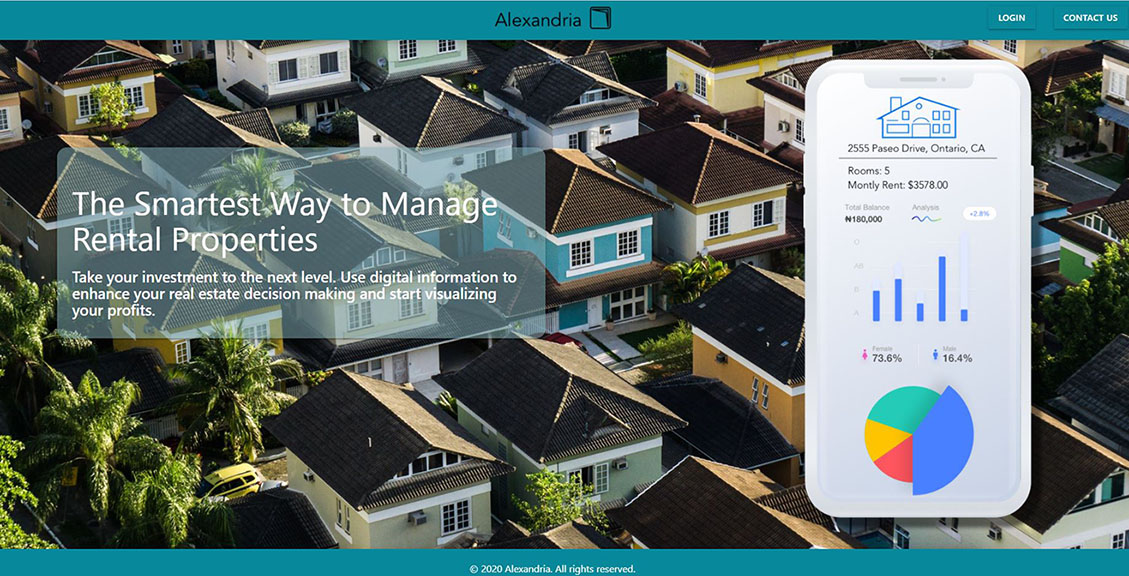 Alexandria
LOGIN
CONTACT US
The Smartest Way to Manage
Rental Properties
Take your investment to the next level. Use digital information to
enhance your real estate decision making and start visualizing
your profits.
2555 Paseo Drive, Ontario, CA
Rooms: 5
Montly Rent: $3578.00
Total Balance
₦180,000
Analysis
+2.8%
O
AB
B
A
Female
73.6%
Male
16.4%
© 2020 Alexandria. All rights reserved.